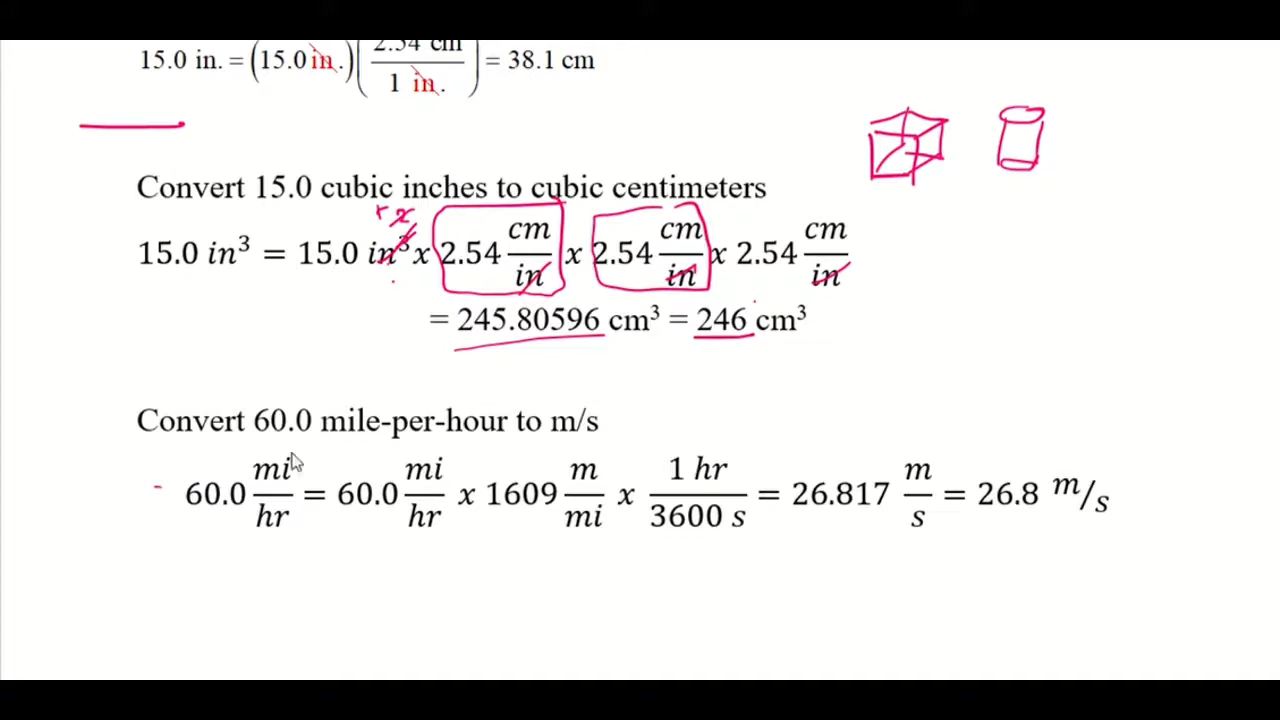 15.0 in. = (15.0 in.) (2.54 cm / 1 in.) = 38.1 cm
Convert 15.0 cubic inches to cubic centimeters
15.0 in³ = 15.0 in³ x 2.54 cm/in x 2.54 cm/in x 2.54 cm/in
= 245.80596 cm³ = 246 cm³
Convert 60.0 mile-per-hour to m/s
60.0 mi/hr = 60.0 mi/hr x 1609 m/mi x 1 hr/3600 s = 26.817 m/s = 26.8 m/s